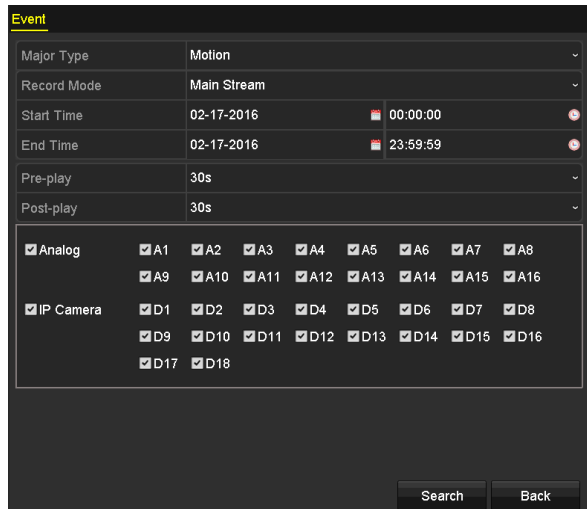 Event
Major Type Motion
Record Mode Main Stream
Start Time 02-17-2016 00:00:00
End Time 02-17-2016 23:59:59
Pre-play 30s
Post-play 30s
Analog A1 A2 A3 A4 A5 A6 A7 A8
A9 A10 A11 A12 A13 A14 A15 A16
IP Camera D1 D2 D3 D4 D5 D6 D7 D8
D9 D10 D11 D12 D13 D14 D15 D16
D17 D18
Search Back